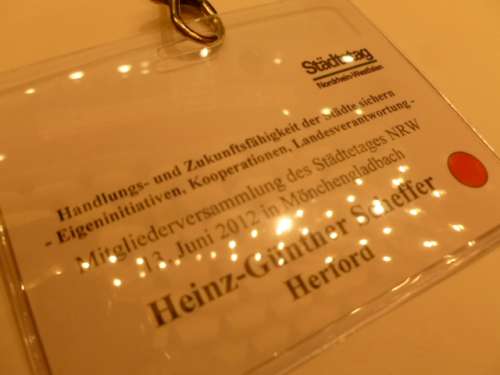 Städtetag
Nordrhein-Westfalen
Handlungs- und Zukunftsfähigkeit der Städte sichern
- Eigeninitiativen, Kooperationen, Landesverantwortung -
Mitgliederversammlung des Städtetages NRW
13. Juni 2012 in Mönchengladbach
Heinz-Günther Scheffer
Herford